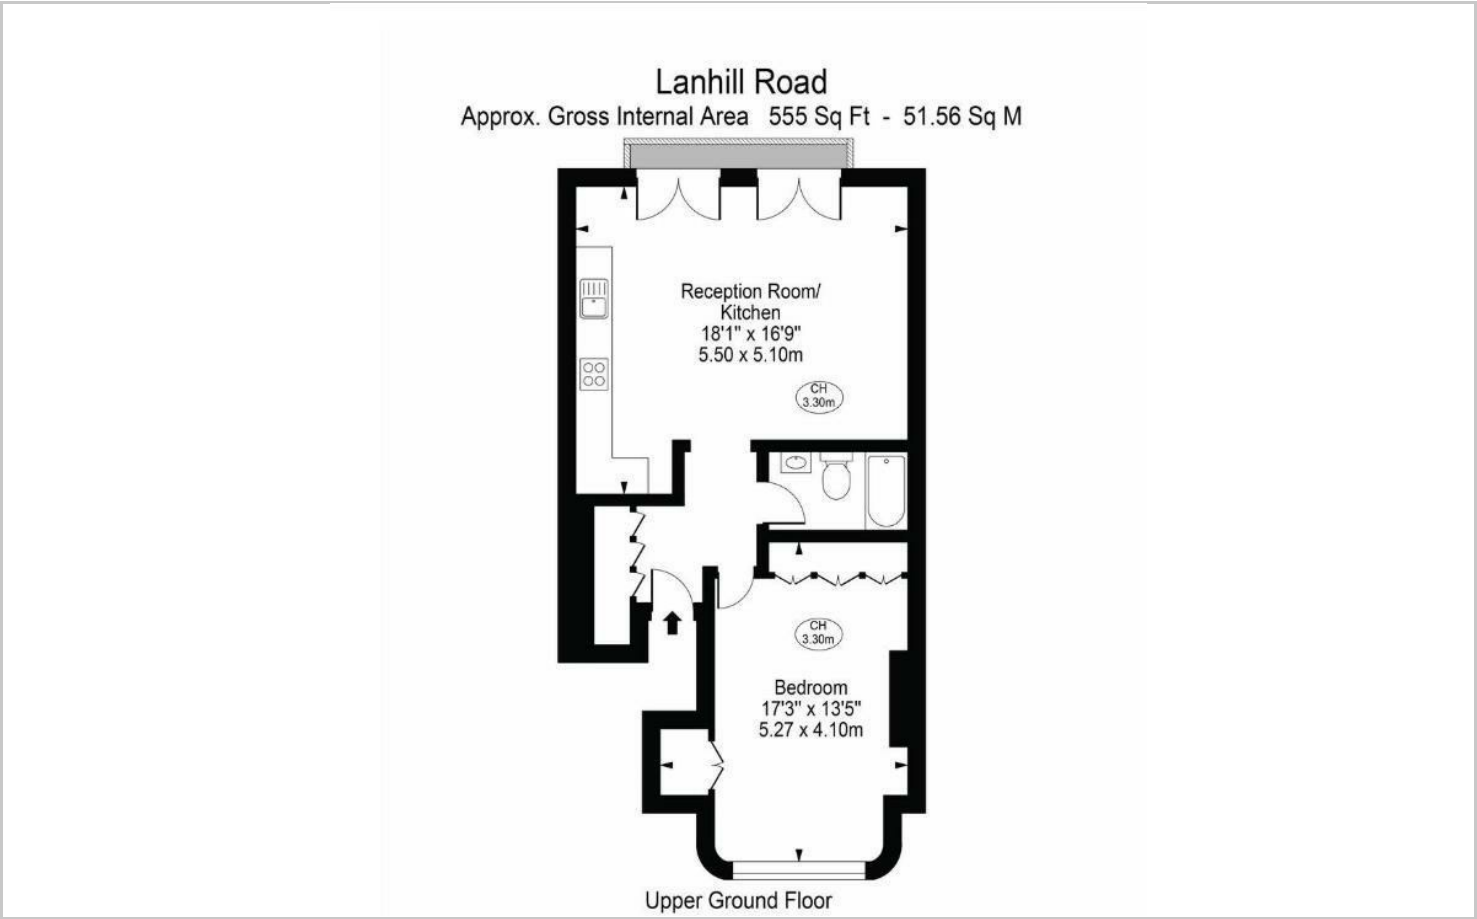 Lanhill Road
Approx. Gross Internal Area 555 Sq Ft - 51.56 Sq M
Reception Room/
Kitchen
18'1" x 16'9"
5.50 x 5.10m
CH
3.30m
CH
3.30m
Bedroom
17'3" x 13'5"
5.27 x 4.10m
Upper Ground Floor